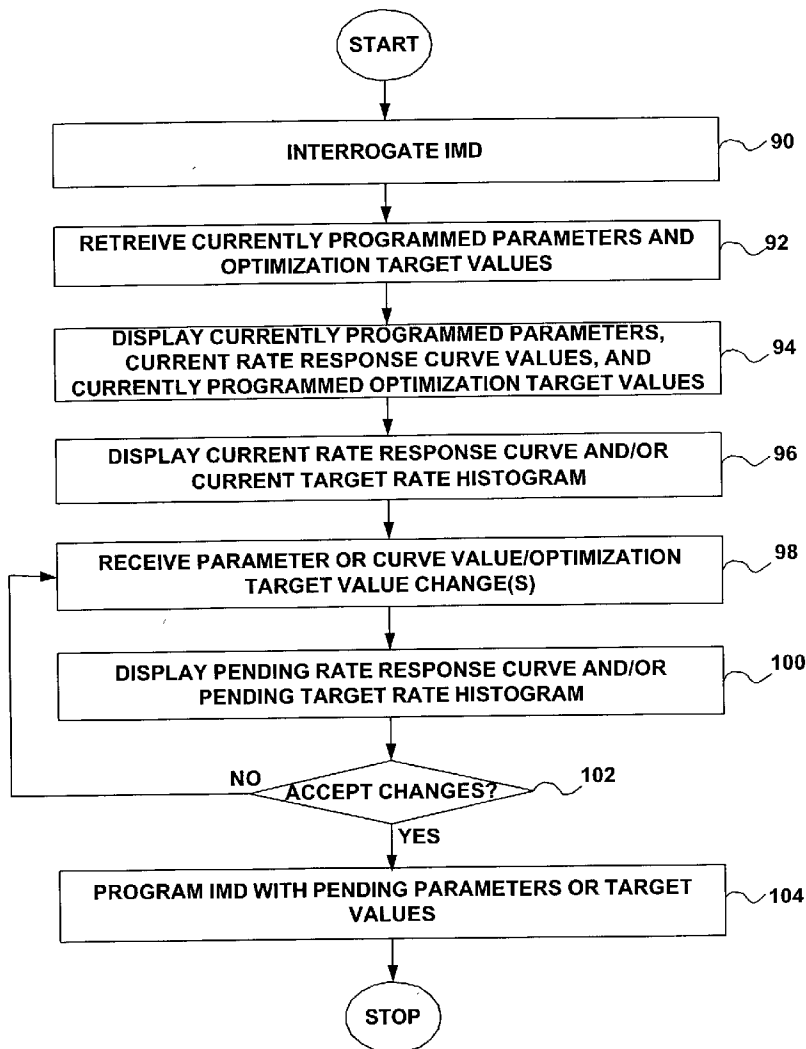 START
INTERROGATE IMD
90
RETREIVE CURRENTLY PROGRAMMED PARAMETERS AND
OPTIMIZATION TARGET VALUES
92
DISPLAY CURRENTLY PROGRAMMED PARAMETERS,
CURRENT RATE RESPONSE CURVE VALUES, AND
CURRENTLY PROGRAMMED OPTIMIZATION TARGET VALUES
94
DISPLAY CURRENT RATE RESPONSE CURVE AND/OR
CURRENT TARGET RATE HISTOGRAM
96
RECEIVE PARAMETER OR CURVE VALUE/OPTIMIZATION
TARGET VALUE CHANGE(S)
98
DISPLAY PENDING RATE RESPONSE CURVE AND/OR
PENDING TARGET RATE HISTOGRAM
100
NO
ACCEPT CHANGES?
102
YES
PROGRAM IMD WITH PENDING PARAMETERS OR TARGET
VALUES
104
STOP